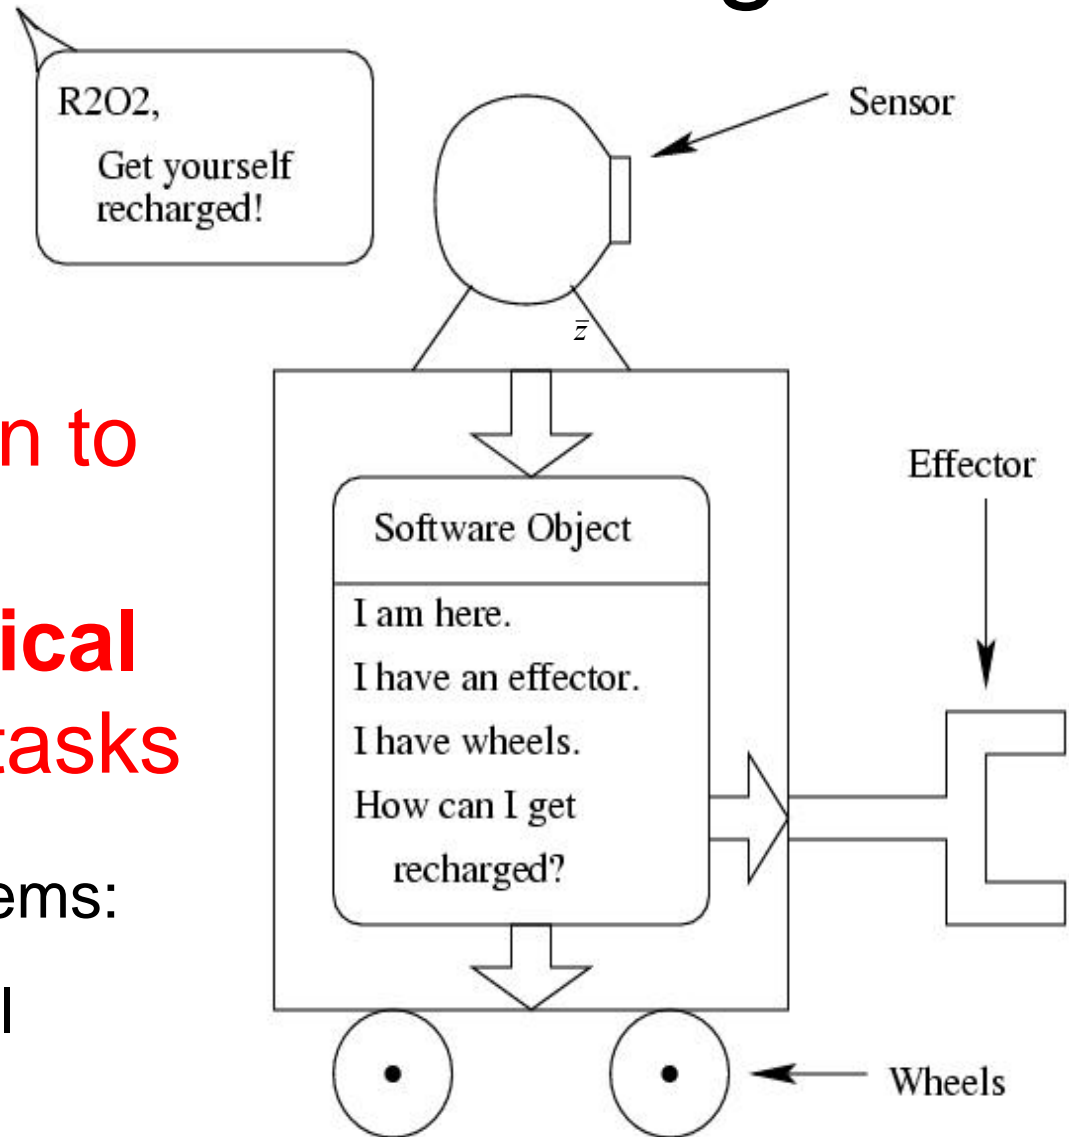 g
R2O2,
Get yourself
recharged!
Sensor
z̄
n to
Effector
Software Object
ical
I am here.
I have an effector.
tasks
I have wheels.
How can I get
recharged?
ems:
l
Wheels